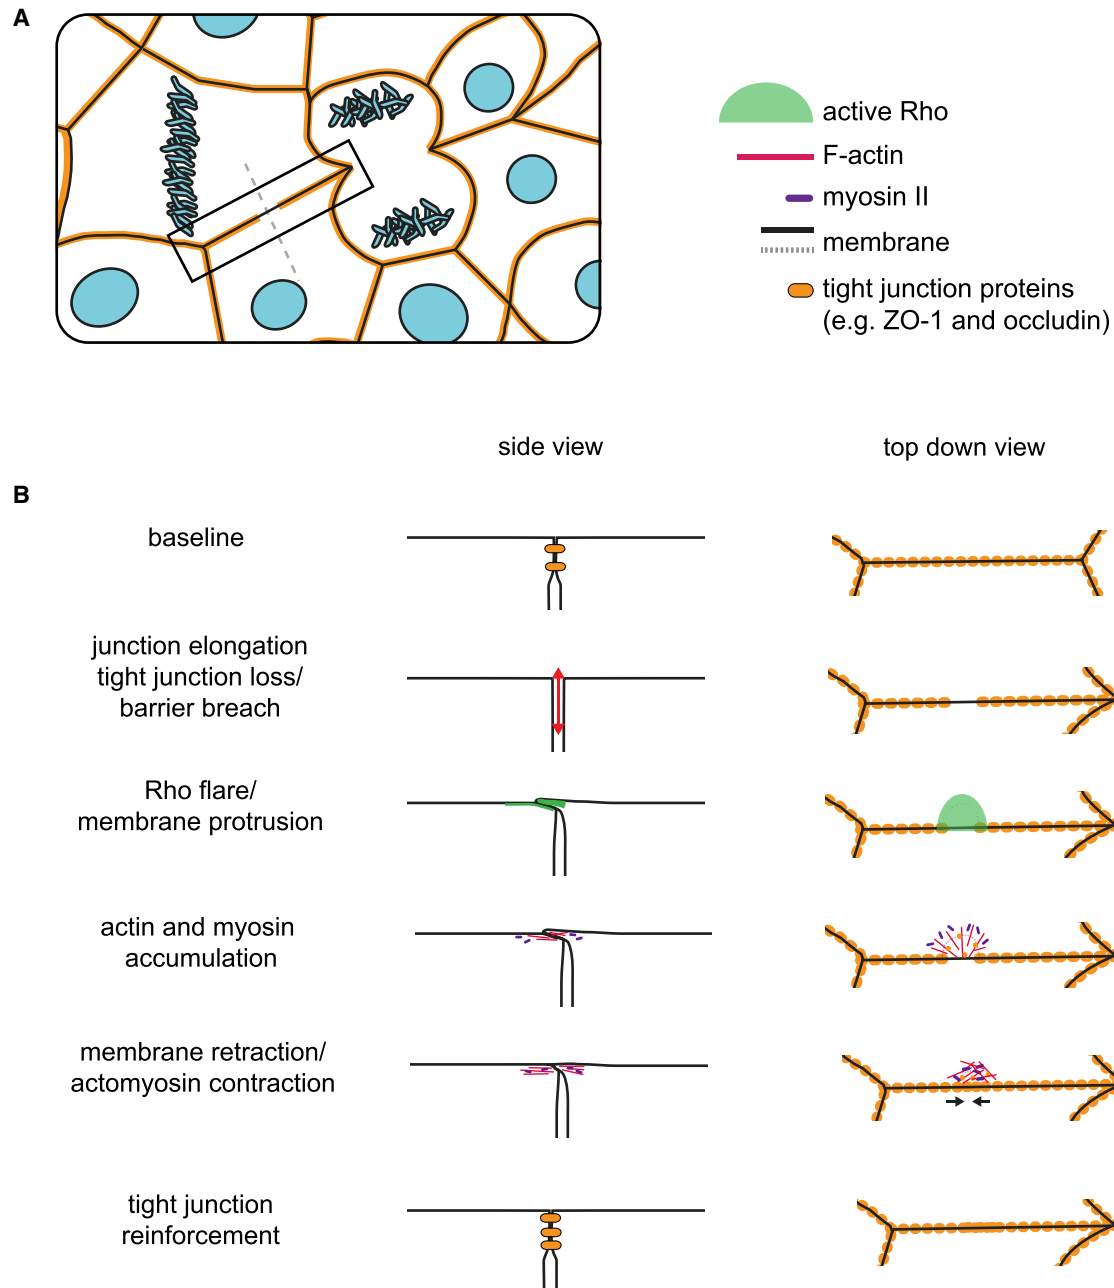 A
active Rho
F-actin
myosin II
membrane
tight junction proteins
(e.g. ZO-1 and occludin)
side view
top down view
B
baseline
junction elongation
tight junction loss/
barrier breach
Rho flare/
membrane protrusion
actin and myosin
accumulation
membrane retraction/
actomyosin contraction
tight junction
reinforcement